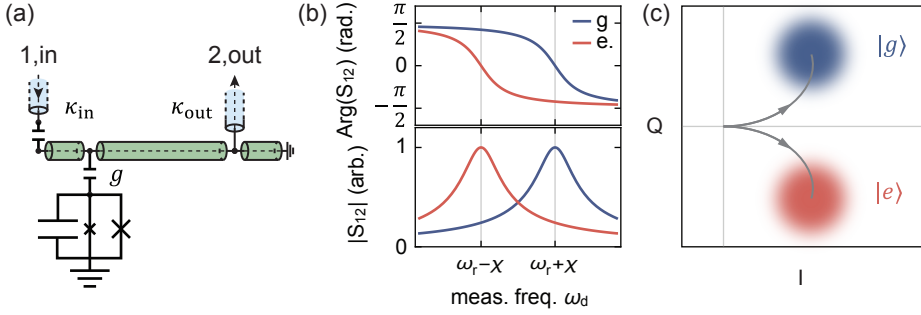 (a)
1,in
2,out
κin
κout
g
(b)
Arg(S12) (rad.)
π/2
0
−π/2
g
e.
|S12| (arb.)
1
0
ωr−χ
ωr+χ
meas. freq. ωd
(c)
|g⟩
Q
|e⟩
I